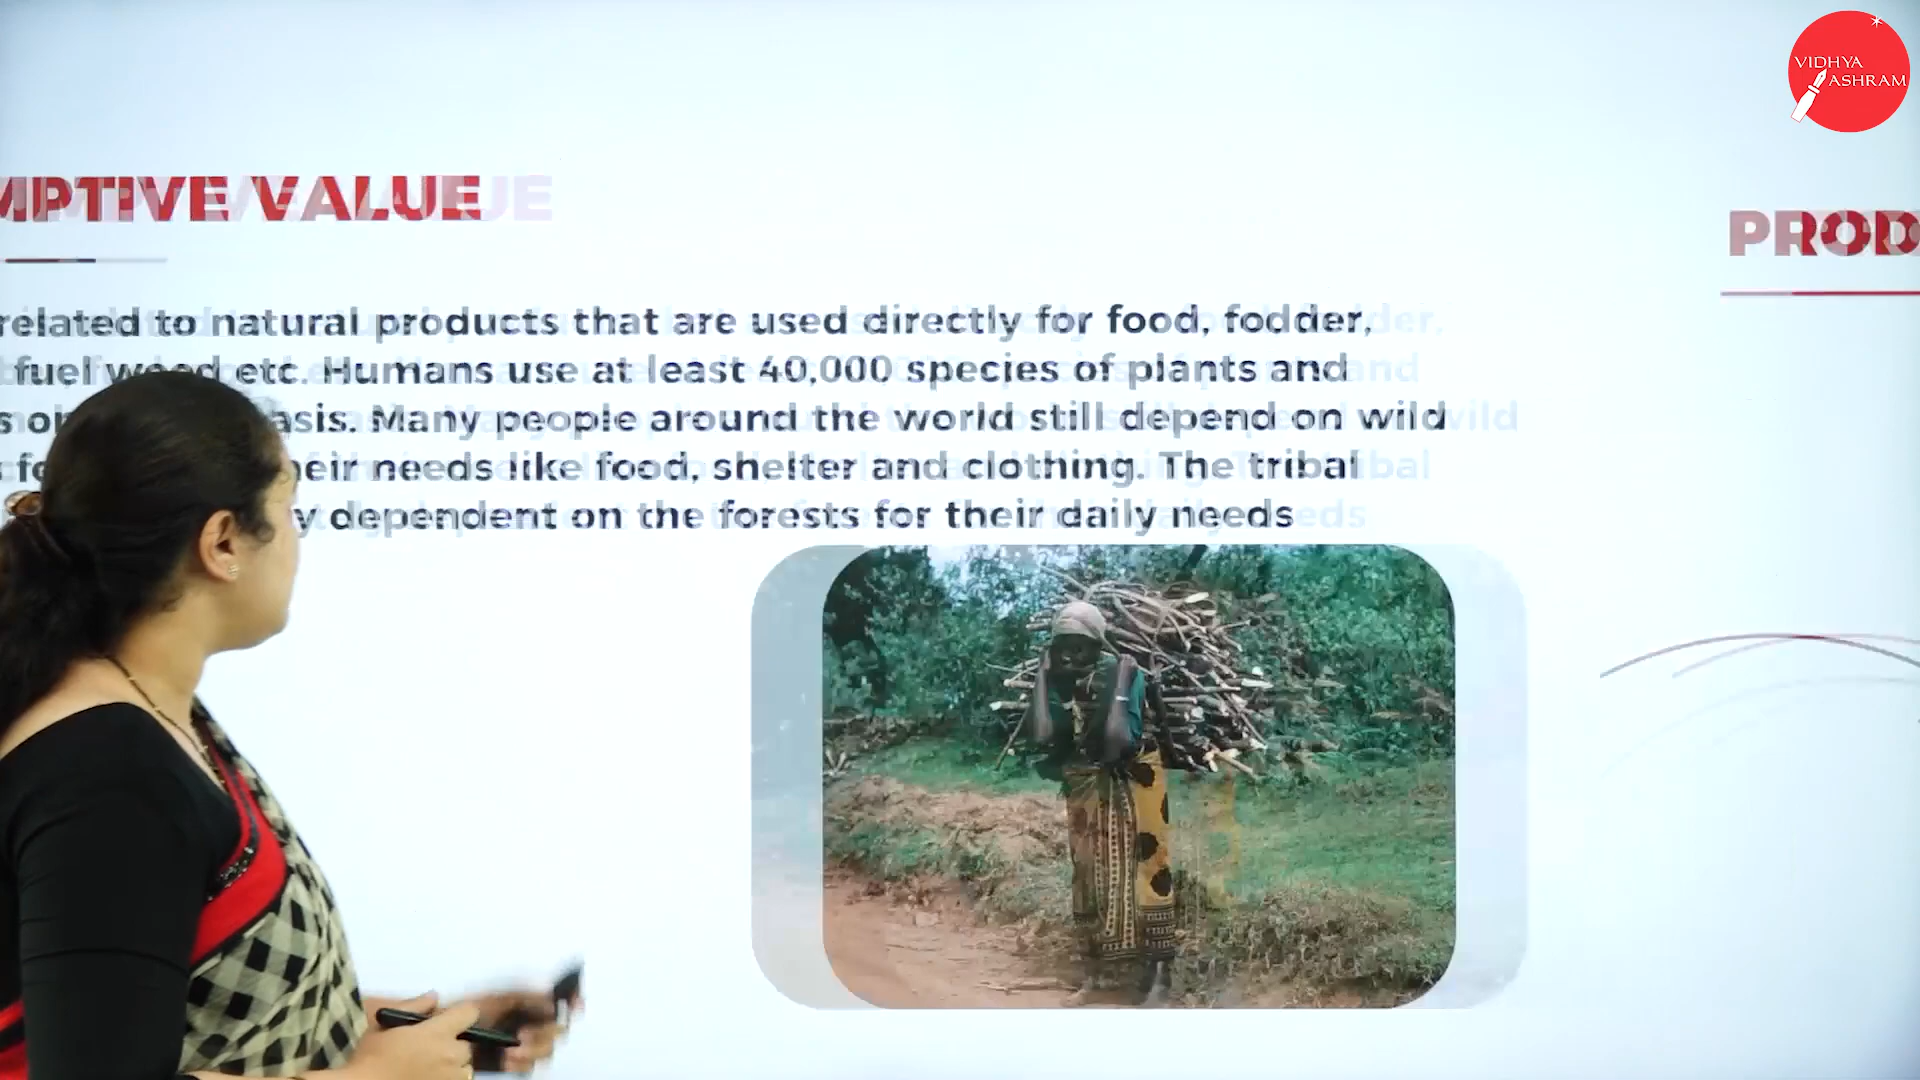 VIDHYA
ASHRAM
MPTIVE VALUE
PROD
related to natural products that are used directly for food, fodder,
fuel wood etc. Humans use at least 40,000 species of plants and
asis. Many people around the world still depend on wild
heir needs like food, shelter and clothing. The tribal
y dependent on the forests for their daily needs